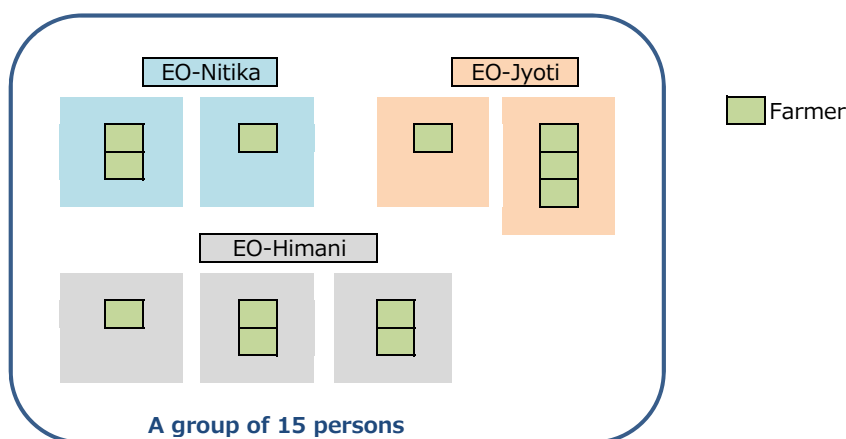 EO-Nitika
EO-Jyoti
Farmer
EO-Himani
A group of 15 persons